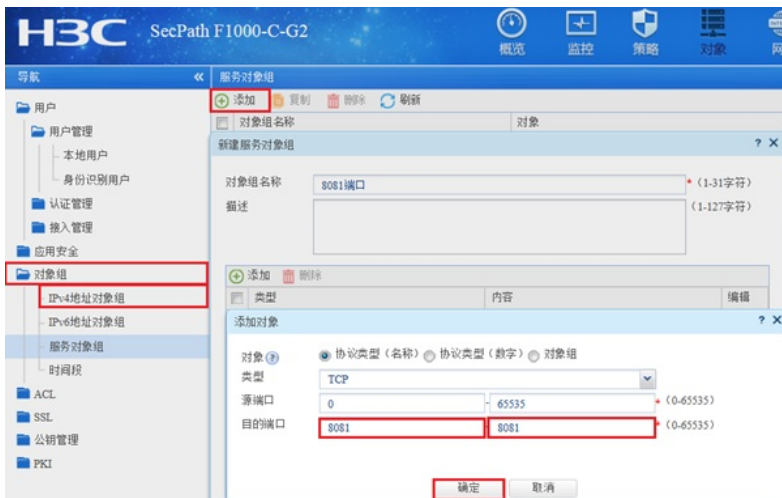 H3C SecPath F1000-C-G2
概览 监控 策略 对象
导航 « 服务对象组
用户
用户管理
本地用户
身份识别用户
认证管理
接入管理
应用安全
对象组
IPv4地址对象组
IPv6地址对象组
服务对象组
时间段
ACL
SSL
公钥管理
PKI
添加 复制 删除 刷新
对象组名称 对象
新建服务对象组 ? X
对象组名称 8081端口 * (1-31字符)
描述 (1-127字符)
添加 删除
类型 内容 编辑
添加对象 ? X
对象 ? 协议类型（名称） 协议类型（数字） 对象组
类型 TCP
源端口 0 - 65535 * (0-65535)
目的端口 8081 8081 * (0-65535)
确定 取消